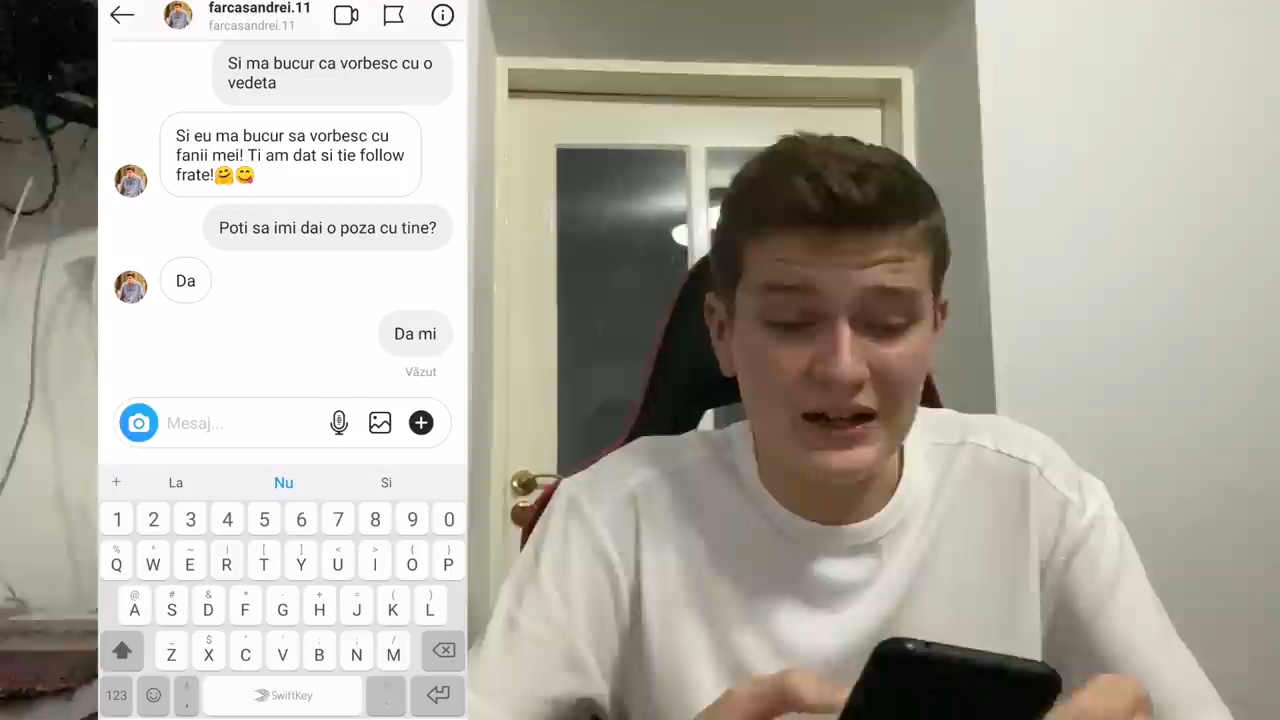 farcasandrei.11
farcasandrei.11
Si ma bucur ca vorbesc cu o
vedeta
Si eu ma bucur sa vorbesc cu
fanii mei! Ti am dat si tie follow
frate!🤗😋
Poti sa imi dai o poza cu tine?
Da
Da mi
Văzut
Mesaj...
+ La Nu Si
1 2 3 4 5 6 7 8 9 0
% ^ ~ | [ ] < > { }
Q W E R T Y U I O P
@ # & * - + = ( )
A S D F G H J K L
_ $ " ' : ; /
Z X C V B N M
123 , SwiftKey .